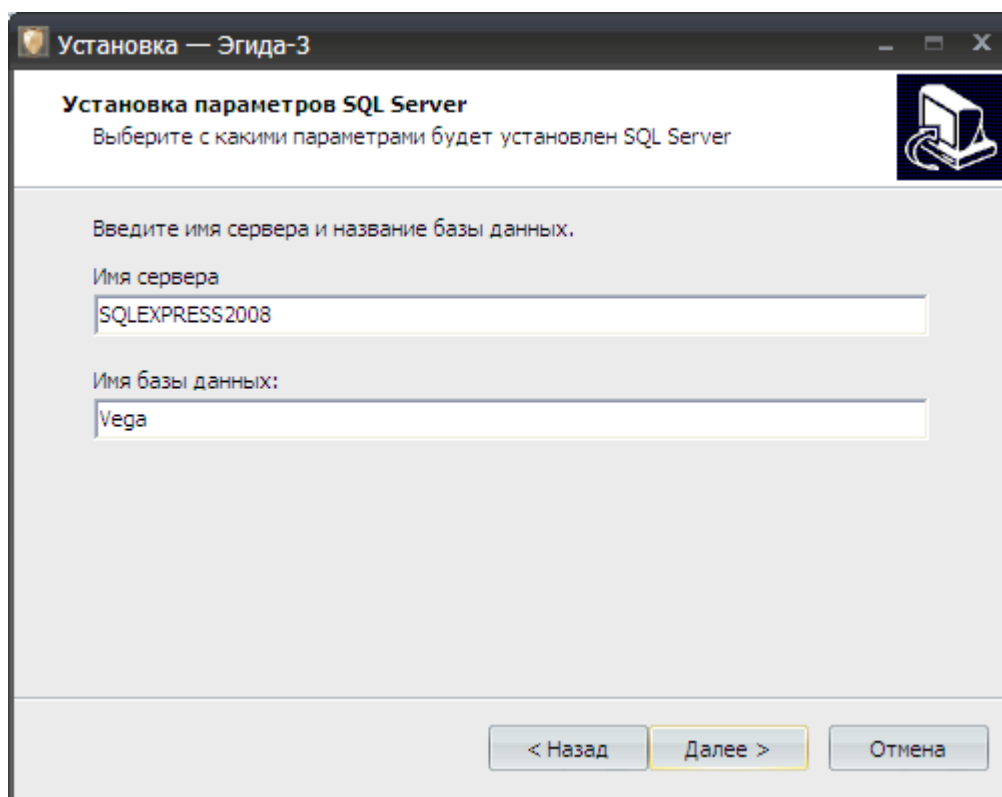 Установка — Эгида-3
Установка параметров SQL Server
Выберите с какими параметрами будет установлен SQL Server
Введите имя сервера и название базы данных.
Имя сервера
SQLEXPRESS2008
Имя базы данных:
Vega
< Назад
Далее >
Отмена